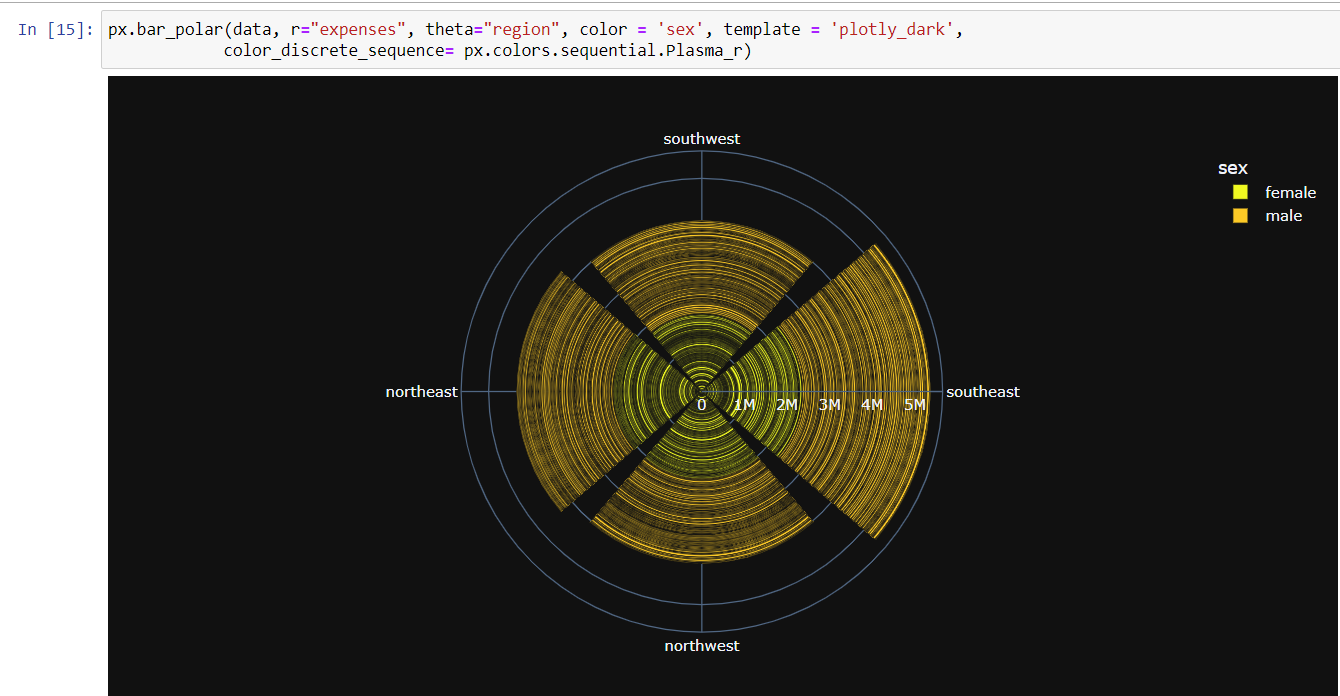 In [15]: px.bar_polar(data, r="expenses", theta="region", color = 'sex', template = 'plotly_dark',
color_discrete_sequence= px.colors.sequential.Plasma_r)
southwest
sex
female
male
northeast
southeast
0 1M 2M 3M 4M 5M
northwest